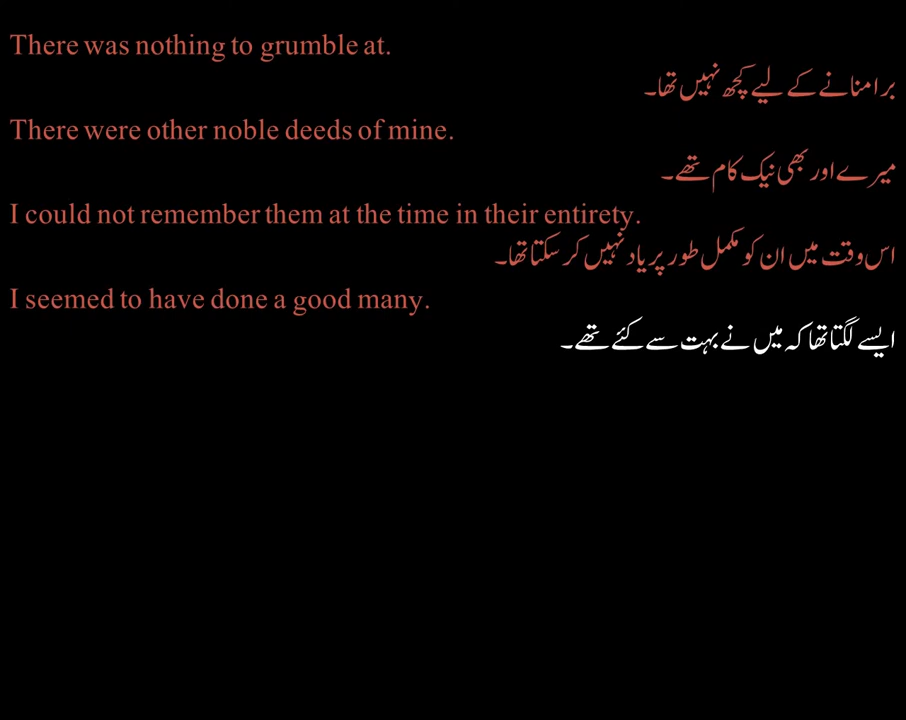 There was nothing to grumble at.
برا منانے کے لیے کچھ نہیں تھا۔
There were other noble deeds of mine.
میرے اور بھی نیک کام تھے۔
I could not remember them at the time in their entirety.
اس وقت میں ان کو مکمل طور پر یاد نہیں کر سکتا تھا۔
I seemed to have done a good many.
ایسے لگتا تھا کہ میں نے بہت سے کئے تھے۔